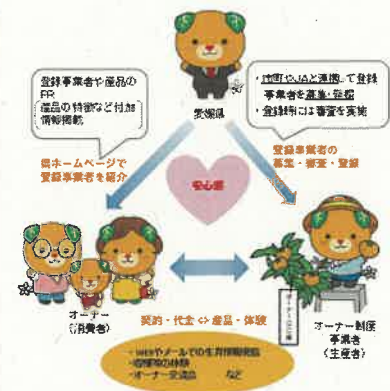 登録事業者や産品の
PR
産品の特徴など付加
情報掲載
・市町やJAと連携して登録
事業者を募集・登録
・登録時には審査を実施
愛媛県
県ホームページで
登録事業者を紹介
登録事業者の
募集・審査・登録
安心感
オーナー
(消費者)
契約・代金⇔産品・体験
オーナー制度
事業者
(生産者)
・webやメールでの生育情報発信
・収穫等の体験
・オーナー交流会 など